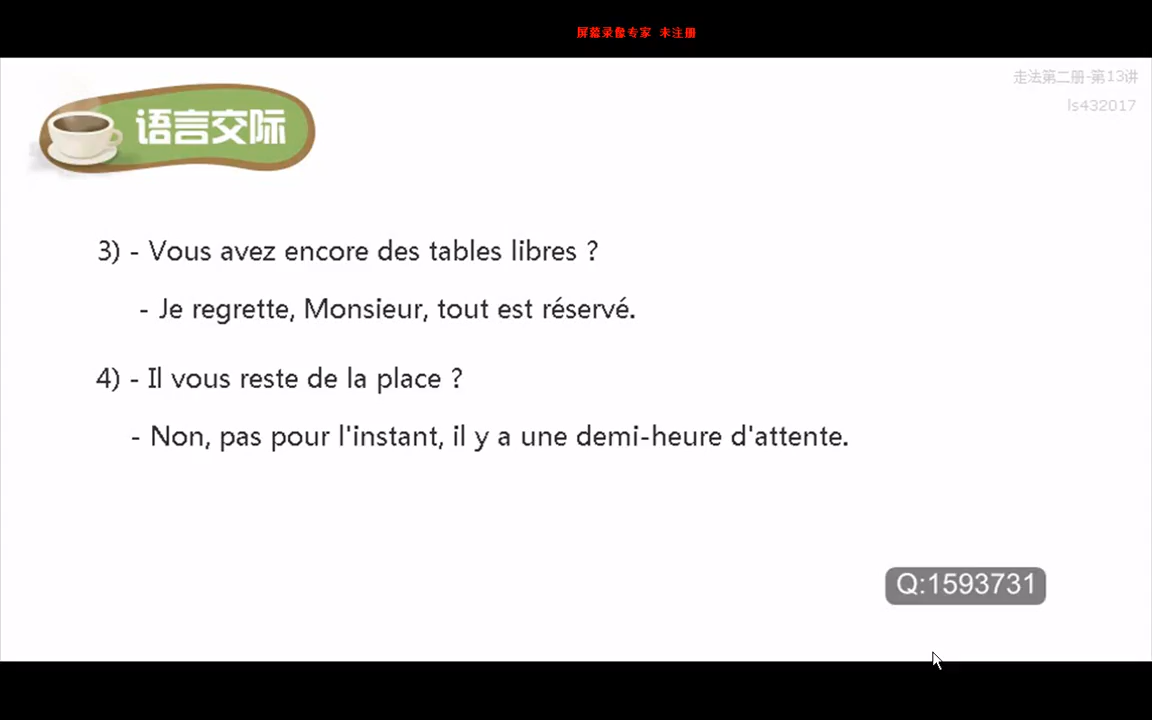 屏幕录像专家 未注册
走法第二册-第13讲
ls432017
语言交际
3) - Vous avez encore des tables libres ?
- Je regrette, Monsieur, tout est réservé.
4) - Il vous reste de la place ?
- Non, pas pour l'instant, il y a une demi-heure d'attente.
Q:1593731